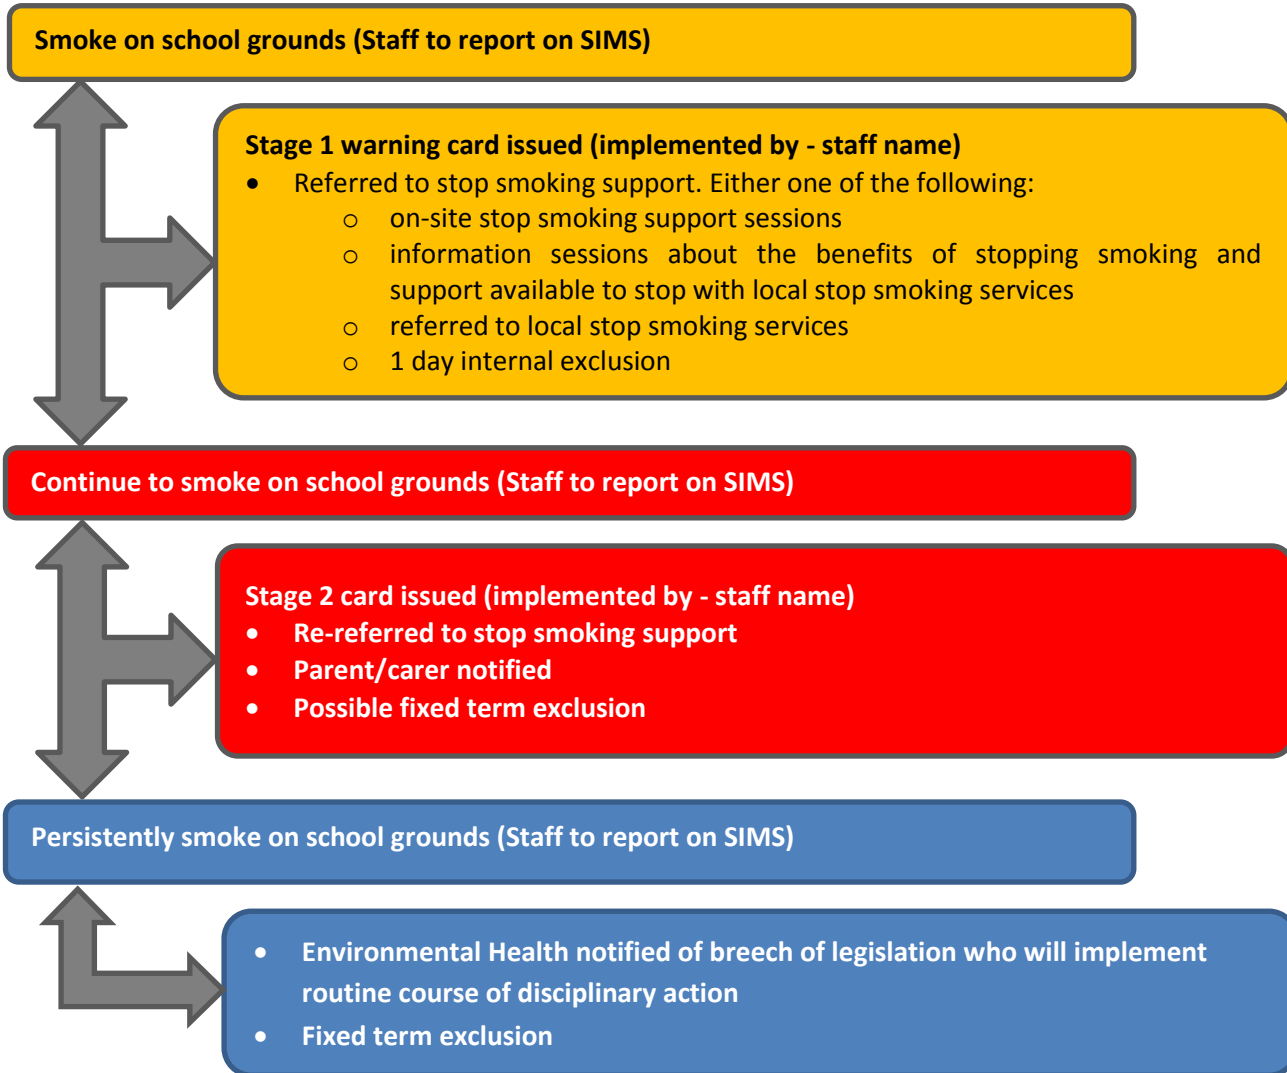 Smoke on school grounds (Staff to report on SIMS)
Stage 1 warning card issued (implemented by - staff name)
• Referred to stop smoking support. Either one of the following:
o on-site stop smoking support sessions
o information sessions about the benefits of stopping smoking and
support available to stop with local stop smoking services
o referred to local stop smoking services
o 1 day internal exclusion
Continue to smoke on school grounds (Staff to report on SIMS)
Stage 2 card issued (implemented by - staff name)
• Re-referred to stop smoking support
• Parent/carer notified
• Possible fixed term exclusion
Persistently smoke on school grounds (Staff to report on SIMS)
• Environmental Health notified of breech of legislation who will implement
routine course of disciplinary action
• Fixed term exclusion